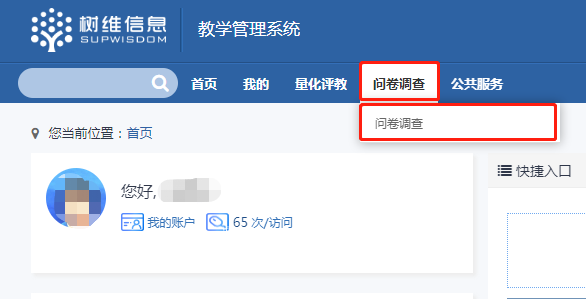 树维信息
SUPWISDOM
教学管理系统
首页 我的 量化评教 问卷调查 公共服务
问卷调查
您当前位置：首页
快捷入口
您好,
我的账户 65 次/访问